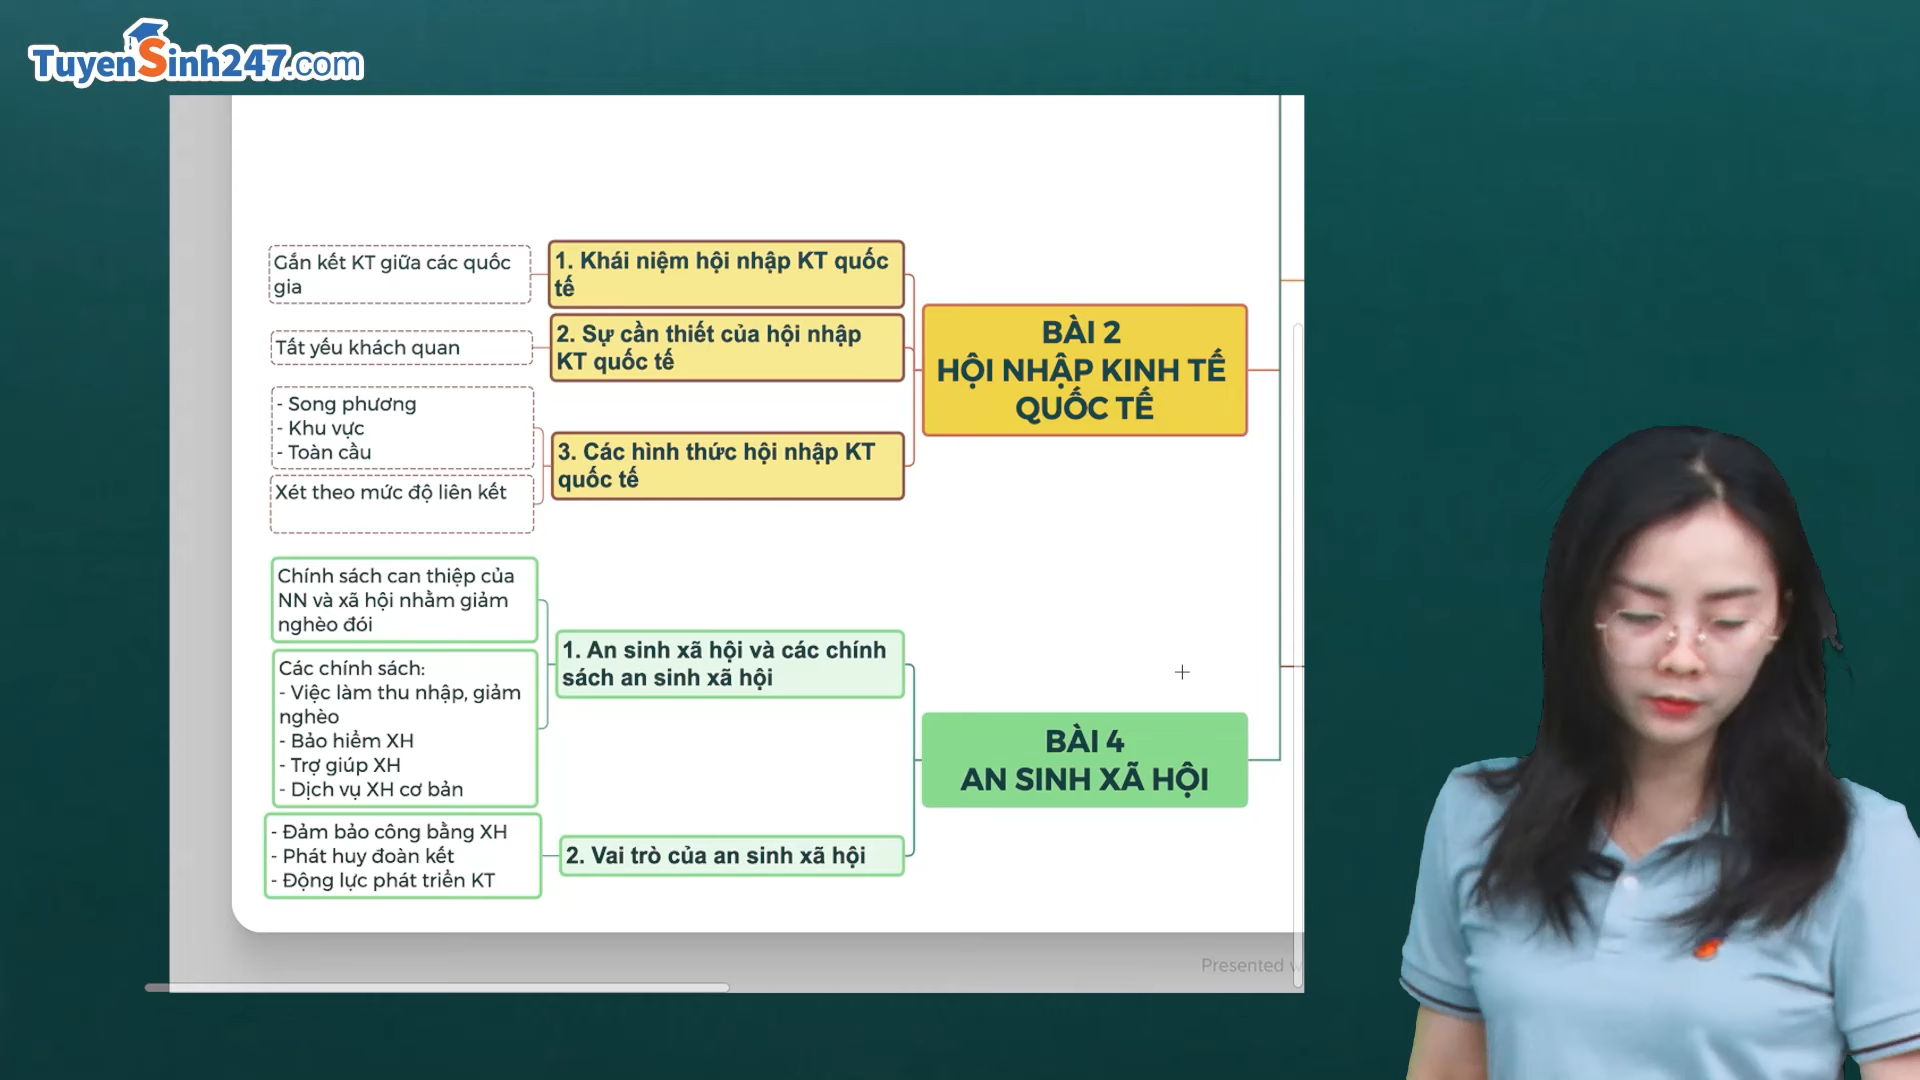 TuyenSinh247.com
Gắn kết KT giữa các quốc
gia
1. Khái niệm hội nhập KT quốc
tế
Tất yếu khách quan
2. Sự cần thiết của hội nhập
KT quốc tế
- Song phương
- Khu vực
- Toàn cầu
Xét theo mức độ liên kết
3. Các hình thức hội nhập KT
quốc tế
BÀI 2
HỘI NHẬP KINH TẾ
QUỐC TẾ
Chính sách can thiệp của
NN và xã hội nhằm giảm
nghèo đói
Các chính sách:
- Việc làm thu nhập, giảm
nghèo
- Bảo hiểm XH
- Trợ giúp XH
- Dịch vụ XH cơ bản
1. An sinh xã hội và các chính
sách an sinh xã hội
- Đảm bảo công bằng XH
- Phát huy đoàn kết
- Động lực phát triển KT
2. Vai trò của an sinh xã hội
BÀI 4
AN SINH XÃ HỘI
Presented